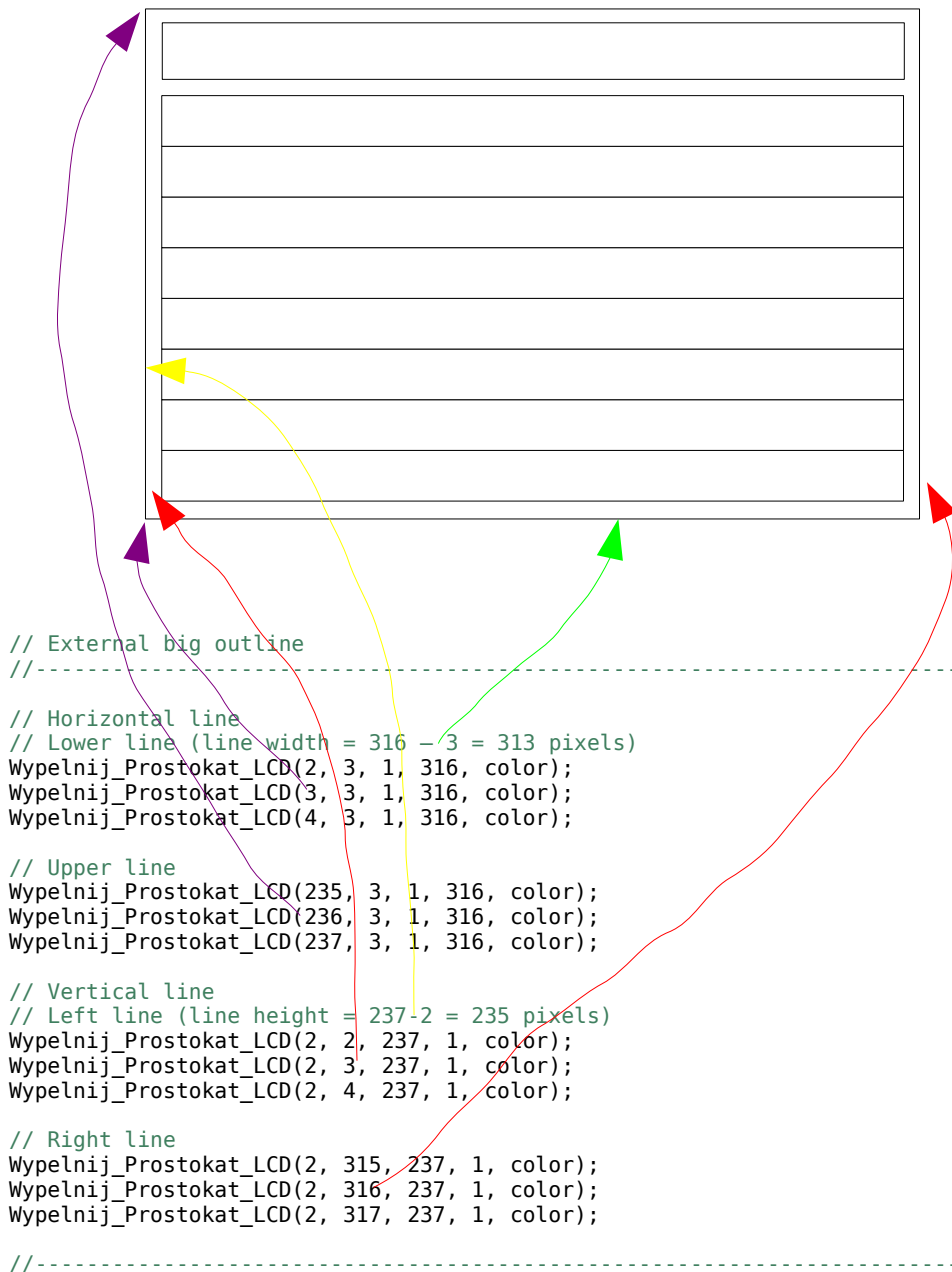 // External big outline
//------------------------------------------------------------------------
// Horizontal line
// Lower line (line width = 316 – 3 = 313 pixels)
Wypelnij_Prostokat_LCD(2, 3, 1, 316, color);
Wypelnij_Prostokat_LCD(3, 3, 1, 316, color);
Wypelnij_Prostokat_LCD(4, 3, 1, 316, color);
// Upper line
Wypelnij_Prostokat_LCD(235, 3, 1, 316, color);
Wypelnij_Prostokat_LCD(236, 3, 1, 316, color);
Wypelnij_Prostokat_LCD(237, 3, 1, 316, color);
// Vertical line
// Left line (line height = 237-2 = 235 pixels)
Wypelnij_Prostokat_LCD(2, 2, 237, 1, color);
Wypelnij_Prostokat_LCD(2, 3, 237, 1, color);
Wypelnij_Prostokat_LCD(2, 4, 237, 1, color);
// Right line
Wypelnij_Prostokat_LCD(2, 315, 237, 1, color);
Wypelnij_Prostokat_LCD(2, 316, 237, 1, color);
Wypelnij_Prostokat_LCD(2, 317, 237, 1, color);
//------------------------------------------------------------------------